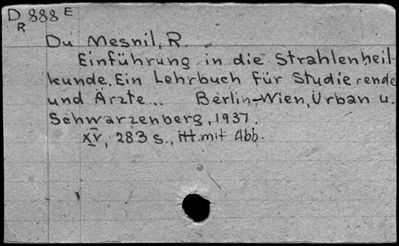 D 888 E
R
Du Mesnil, R.
Einführung in die Strahlenheil-
kunde. Ein Lehrbuch für Studierende
und Ärzte... Berlin-Wien, Urban u.
Schwarzenberg, 1937.
XV, 283 S., mit Abb.